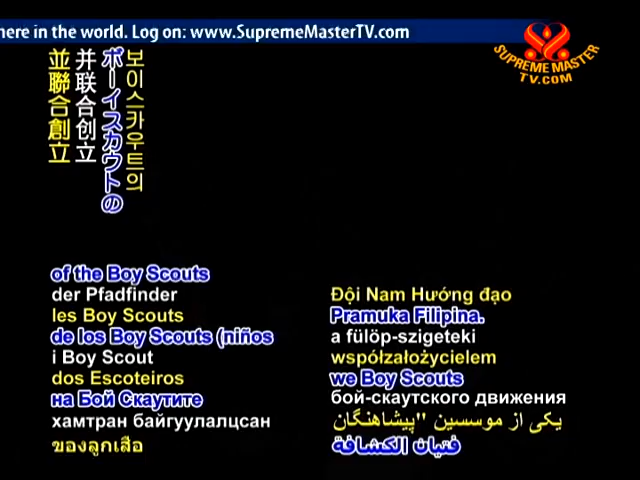 here in the world. Log on: www.SupremeMasterTV.com
SUPREME MASTER
TV.COM
並聯合創立
并联合创立
ボーイスカウトの
보이스카우트의
of the Boy Scouts
der Pfadfinder
les Boy Scouts
de los Boy Scouts (niños
i Boy Scout
dos Escoteiros
на Бой Скаутите
хамтран байгуулалцсан
ของลูกเสือ
Đội Nam Hướng đạo
Pramuka Filipina.
a fülöp-szigeteki
współzałożycielem
we Boy Scouts
бой-скаутского движения
یکی از موسسین "پیشاهنگان
فتيان الكشافة